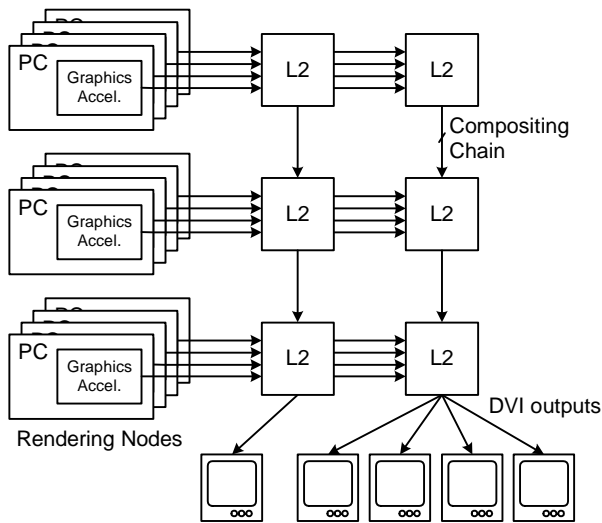 PC
Graphics
Accel.
L2
L2
Compositing
Chain
PC
Graphics
Accel.
L2
L2
PC
Graphics
Accel.
L2
L2
DVI outputs
Rendering Nodes